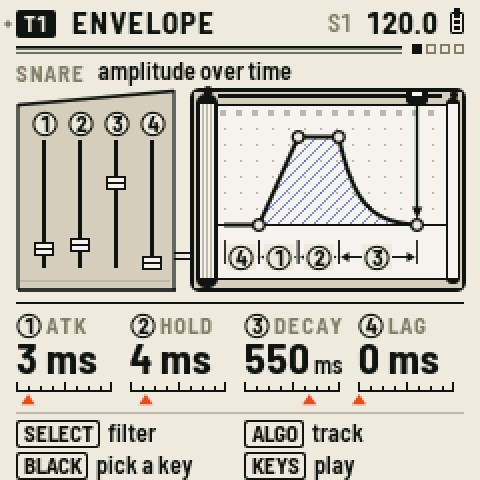 T1 ENVELOPE S1 120.0
SNARE amplitude over time
1 2 3 4
4 1 2 3
1 ATK 2 HOLD 3 DECAY 4 LAG
3 ms 4 ms 550 ms 0 ms
SELECT filter ALGO track
BLACK pick a key KEYS play